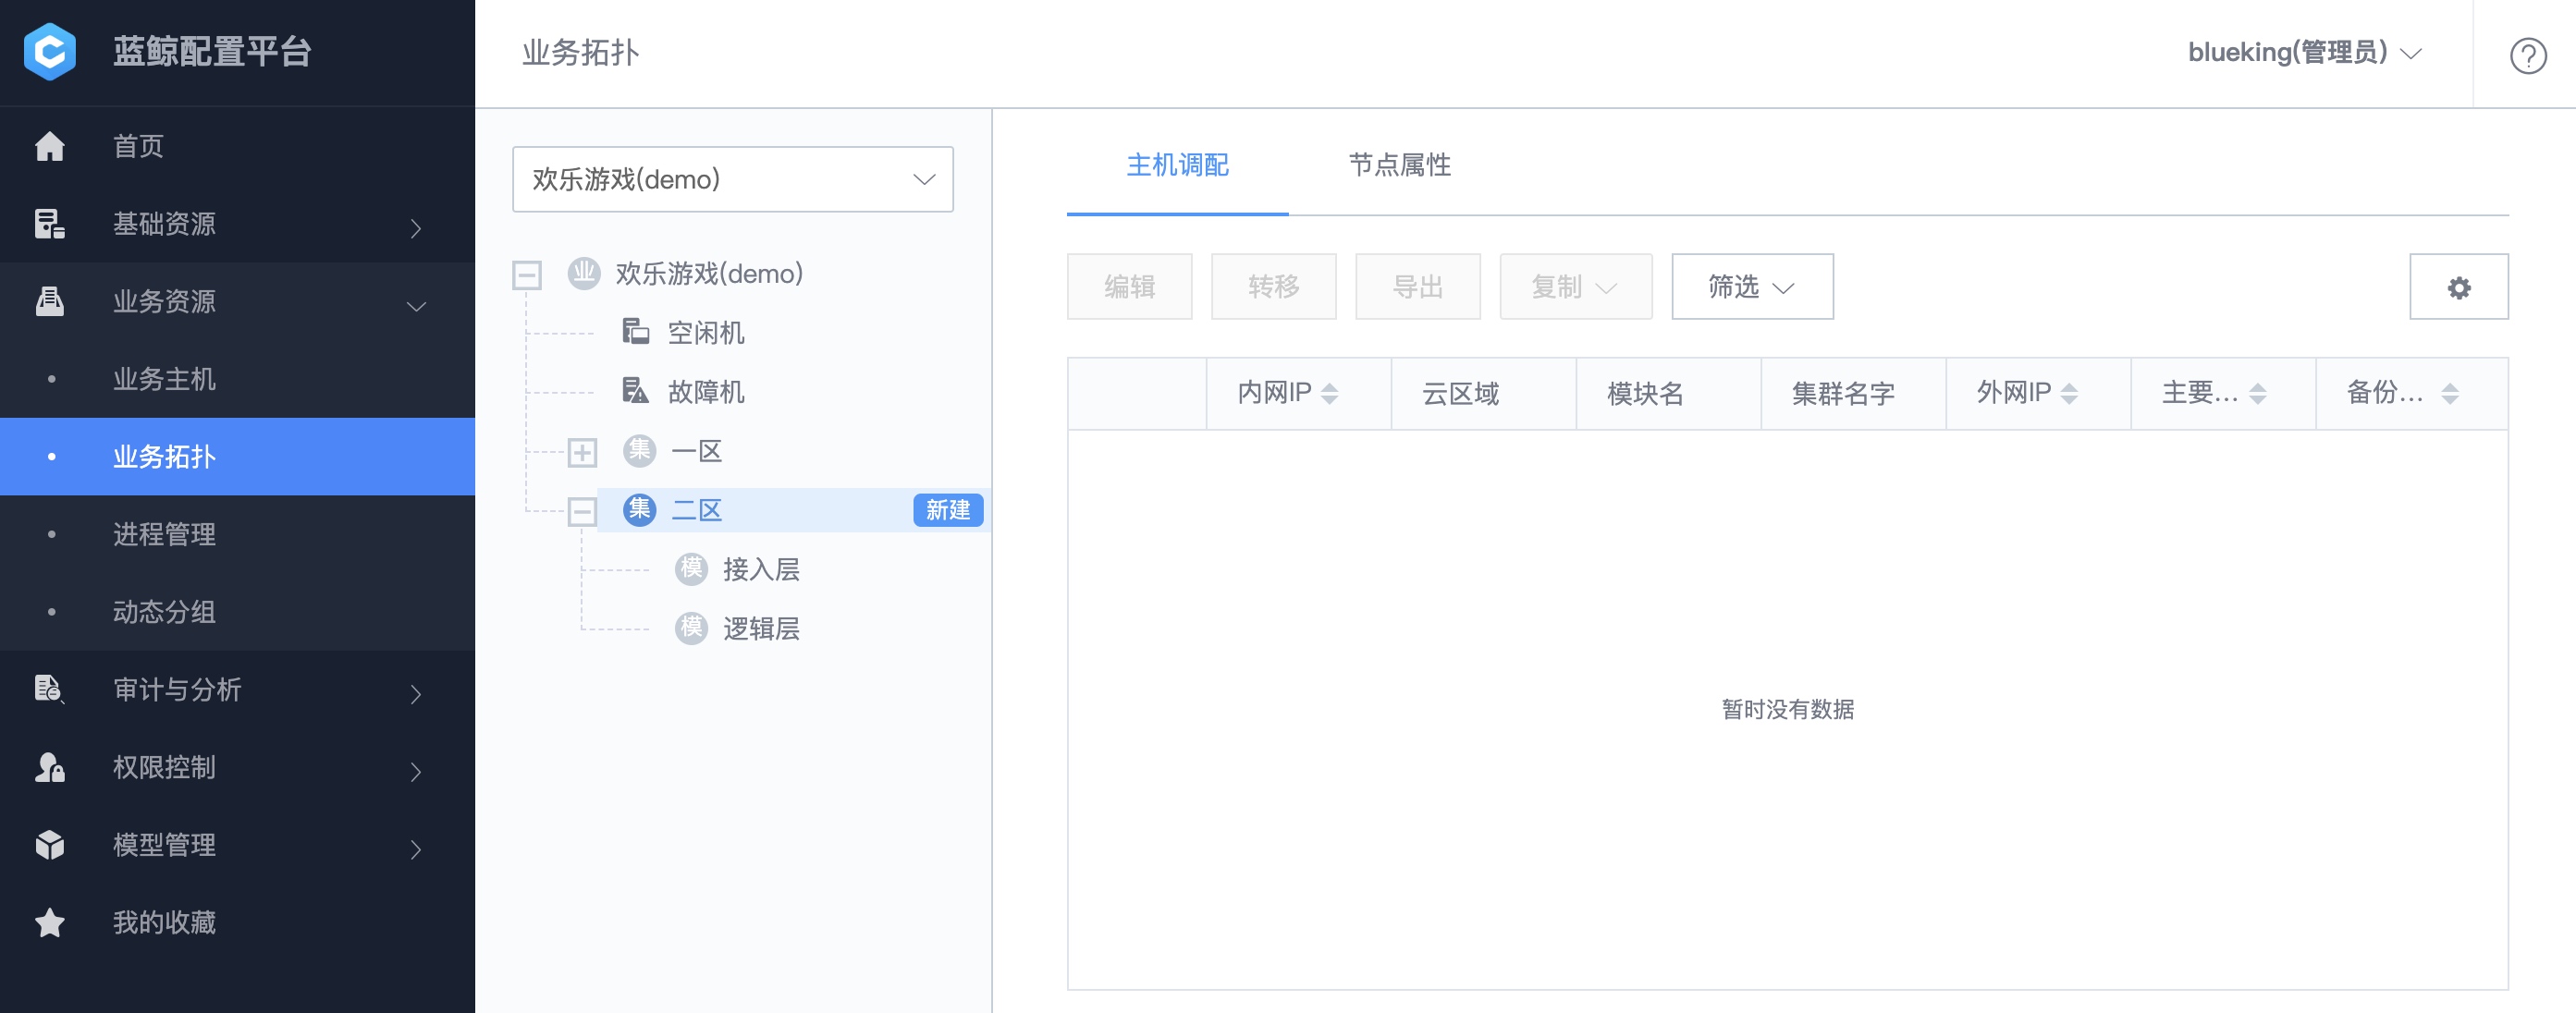 蓝鲸配置平台
首页
基础资源
业务资源
业务主机
业务拓扑
进程管理
动态分组
审计与分析
权限控制
模型管理
我的收藏
业务拓扑
blueking(管理员)
欢乐游戏(demo)
业 欢乐游戏(demo)
空闲机
故障机
集 一区
集 二区 新建
模 接入层
模 逻辑层
主机调配 节点属性
编辑 转移 导出 复制 筛选
内网IP 云区域 模块名 集群名字 外网IP 主要... 备份...
暂时没有数据